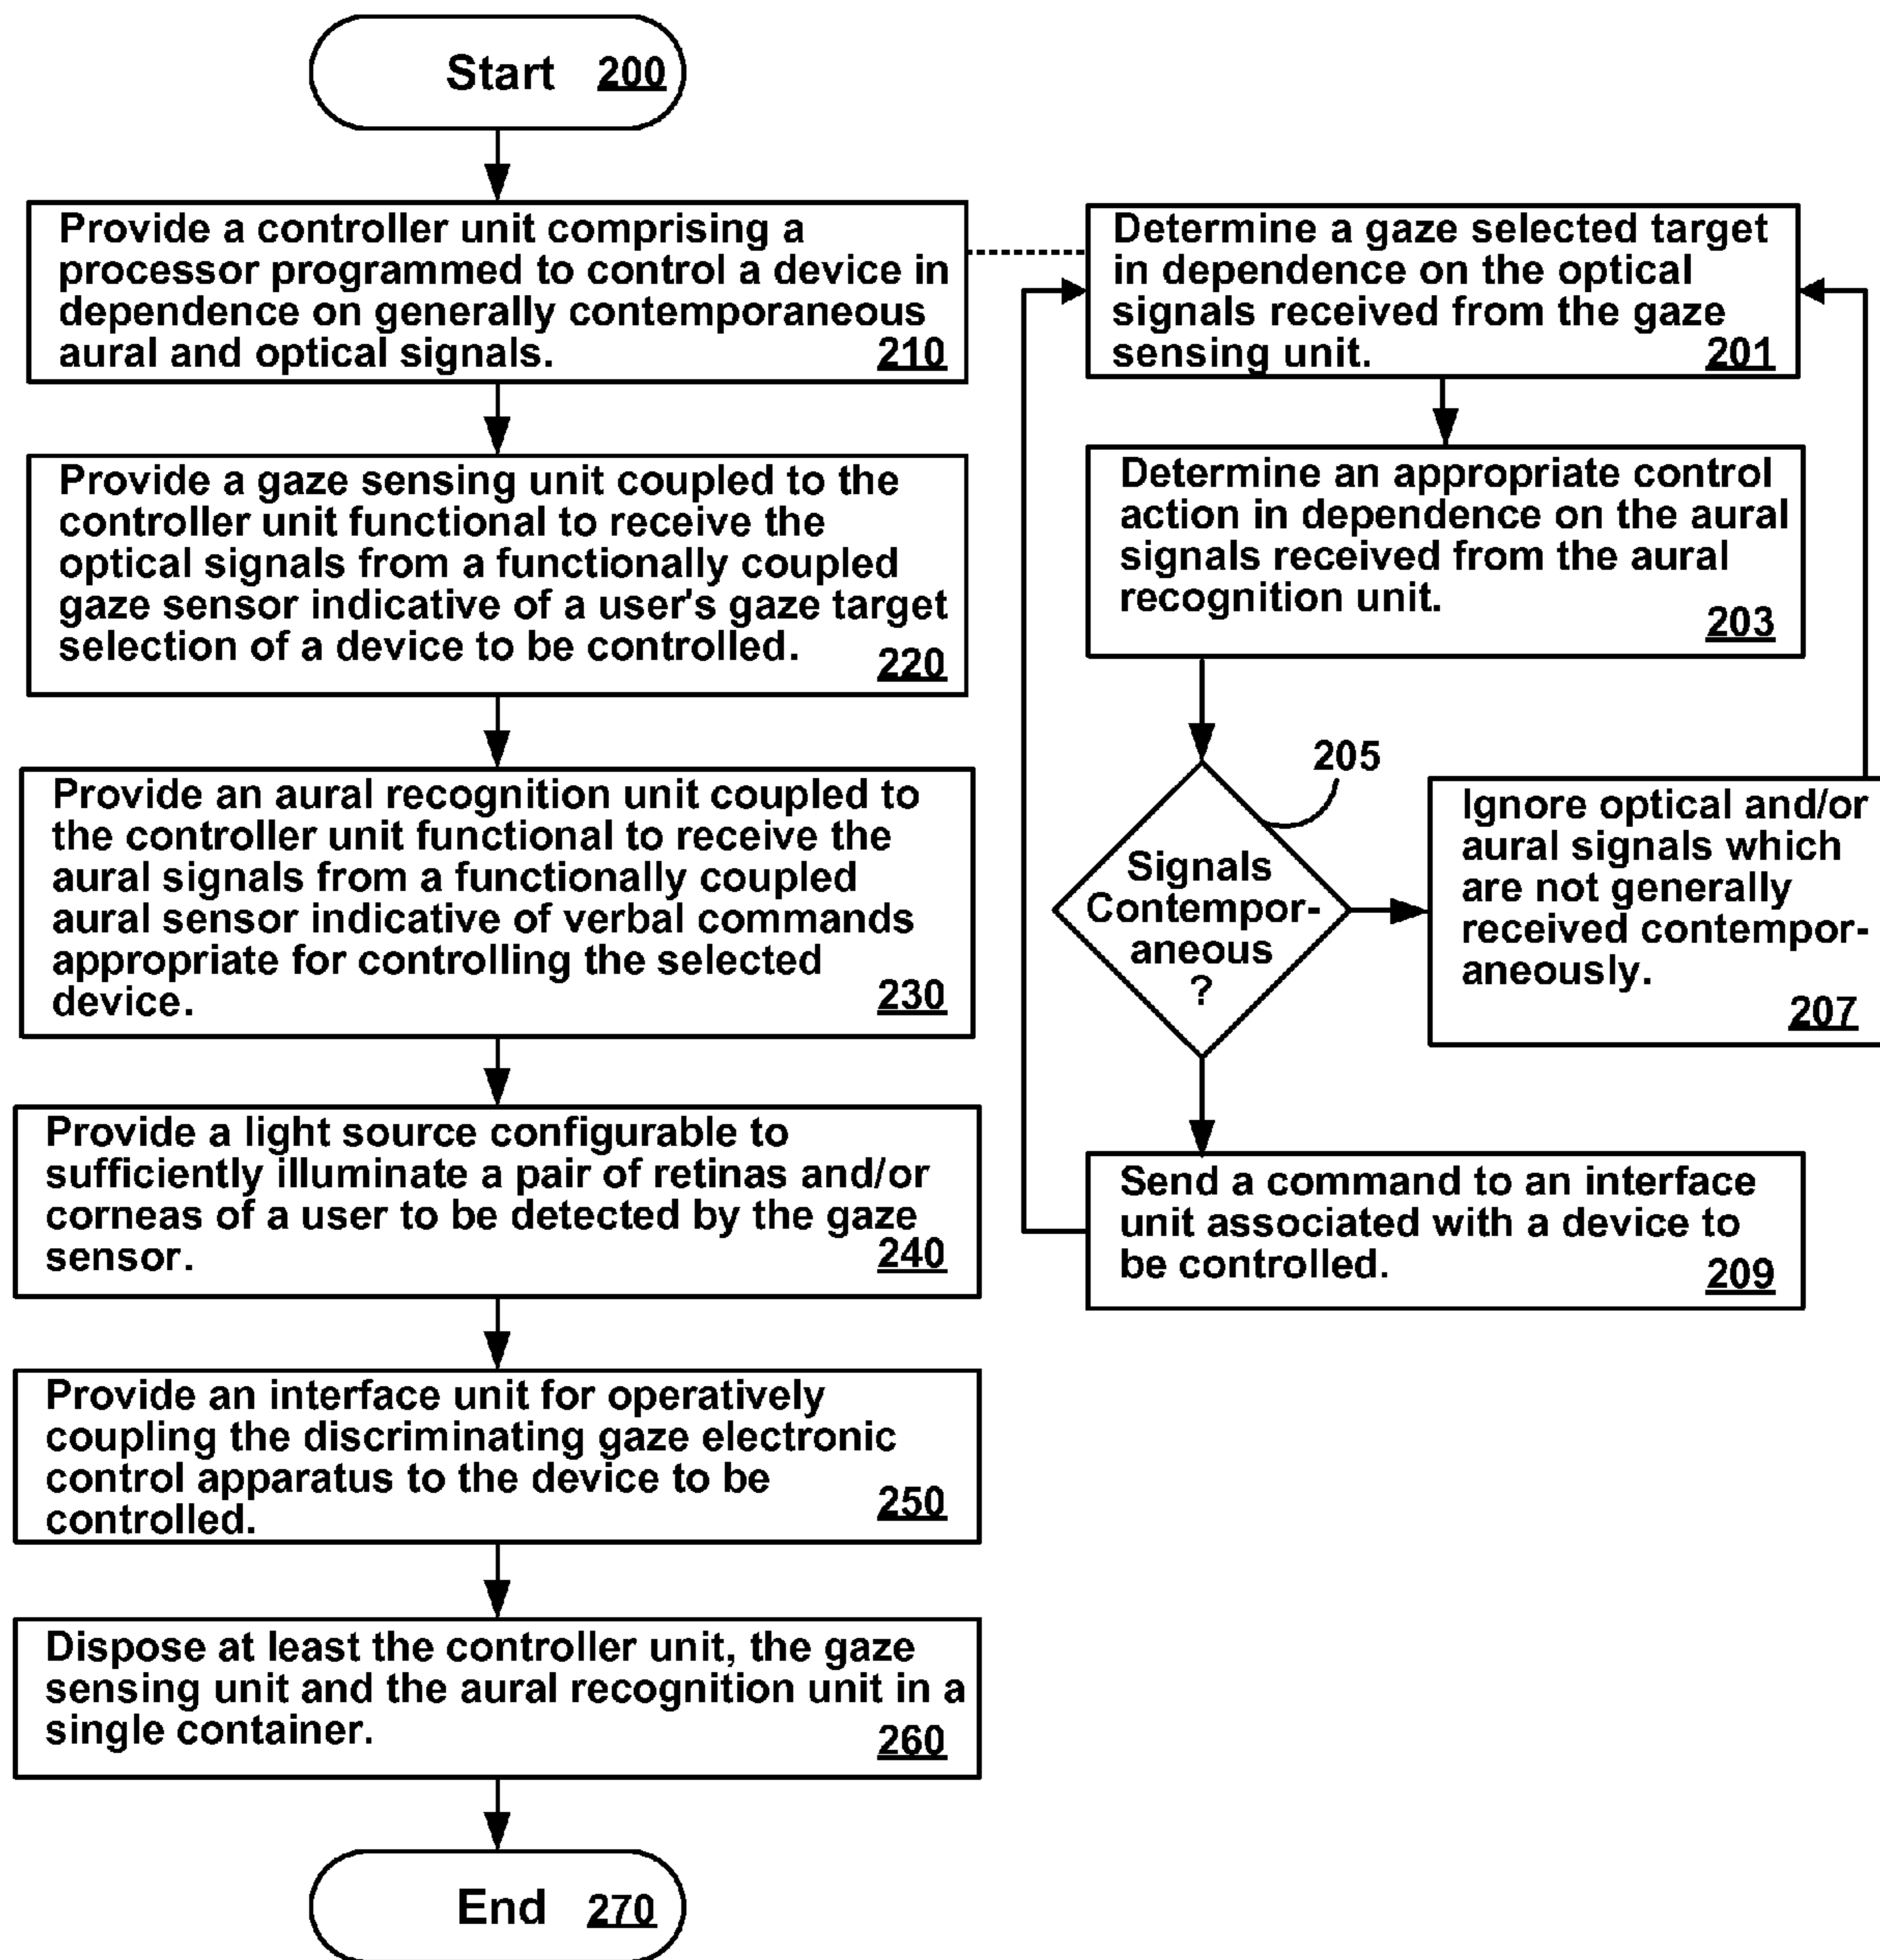 Start 200
Provide a controller unit comprising a
processor programmed to control a device in
dependence on generally contemporaneous
aural and optical signals. 210
Provide a gaze sensing unit coupled to the
controller unit functional to receive the
optical signals from a functionally coupled
gaze sensor indicative of a user's gaze target
selection of a device to be controlled. 220
Provide an aural recognition unit coupled to
the controller unit functional to receive the
aural signals from a functionally coupled
aural sensor indicative of verbal commands
appropriate for controlling the selected
device. 230
Provide a light source configurable to
sufficiently illuminate a pair of retinas and/or
corneas of a user to be detected by the gaze
sensor. 240
Provide an interface unit for operatively
coupling the discriminating gaze electronic
control apparatus to the device to be
controlled. 250
Dispose at least the controller unit, the gaze
sensing unit and the aural recognition unit in a
single container. 260
End 270
Determine a gaze selected target
in dependence on the optical
signals received from the gaze
sensing unit. 201
Determine an appropriate control
action in dependence on the aural
signals received from the aural
recognition unit. 203
205
Signals
Contempor-
aneous
?
Ignore optical and/or
aural signals which
are not generally
received contempor-
aneously.
207
Send a command to an interface
unit associated with a device to
be controlled. 209